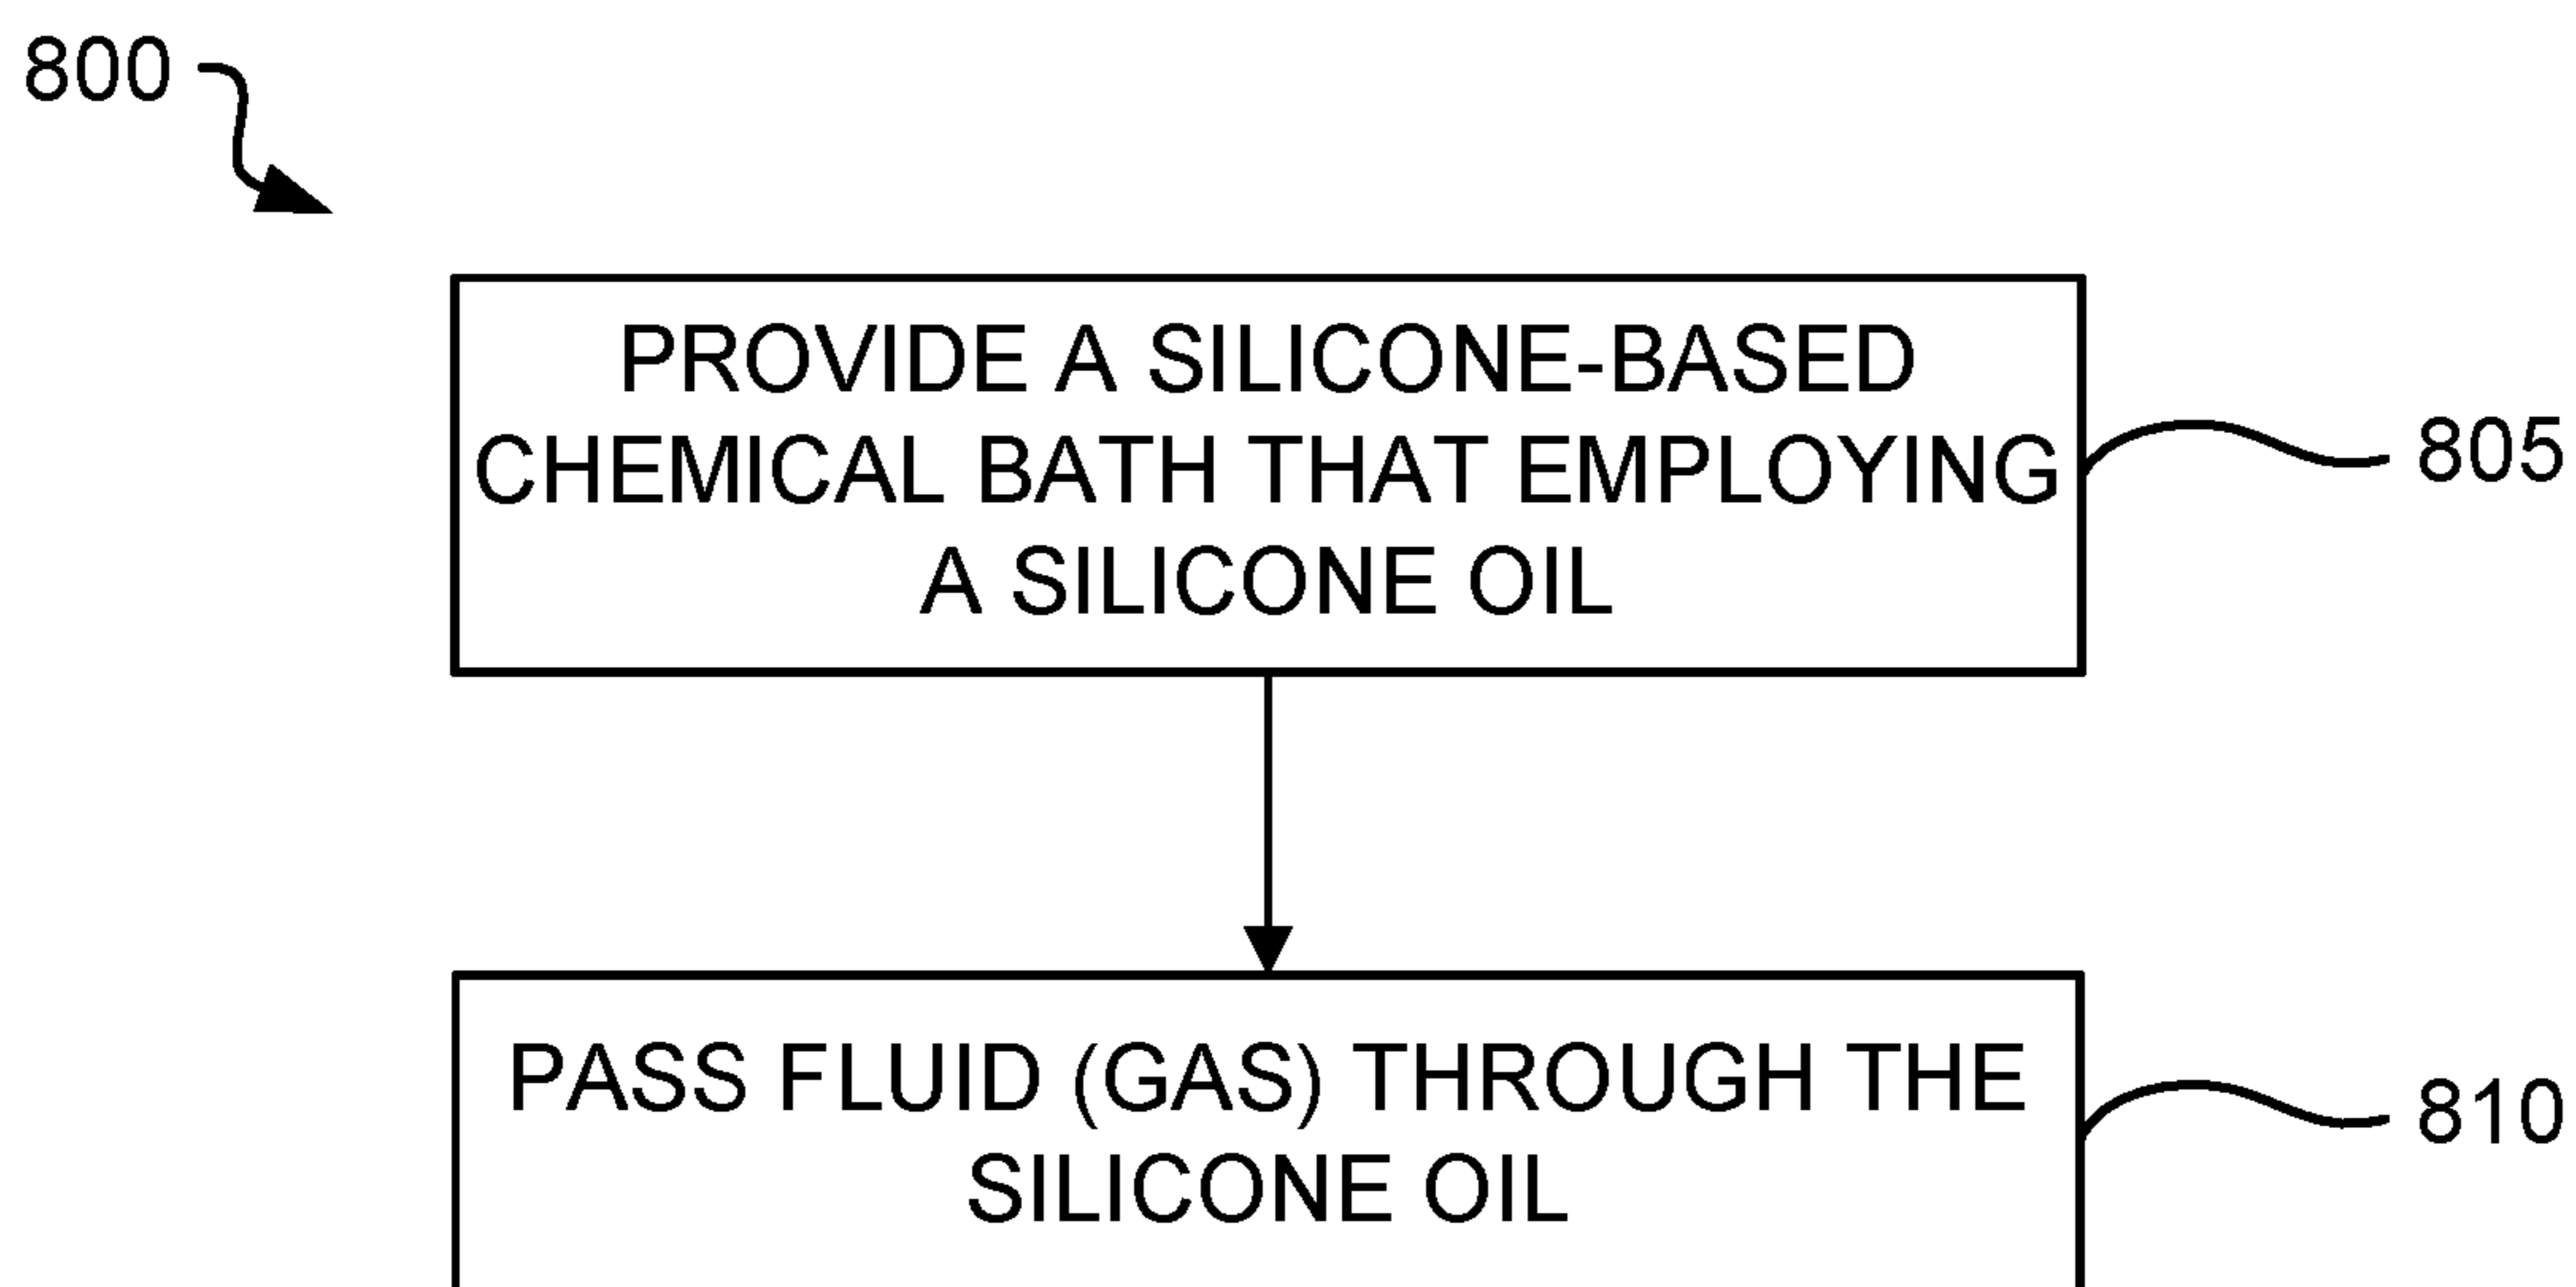 800
PROVIDE A SILICONE-BASED
CHEMICAL BATH THAT EMPLOYING
A SILICONE OIL
805
PASS FLUID (GAS) THROUGH THE
SILICONE OIL
810